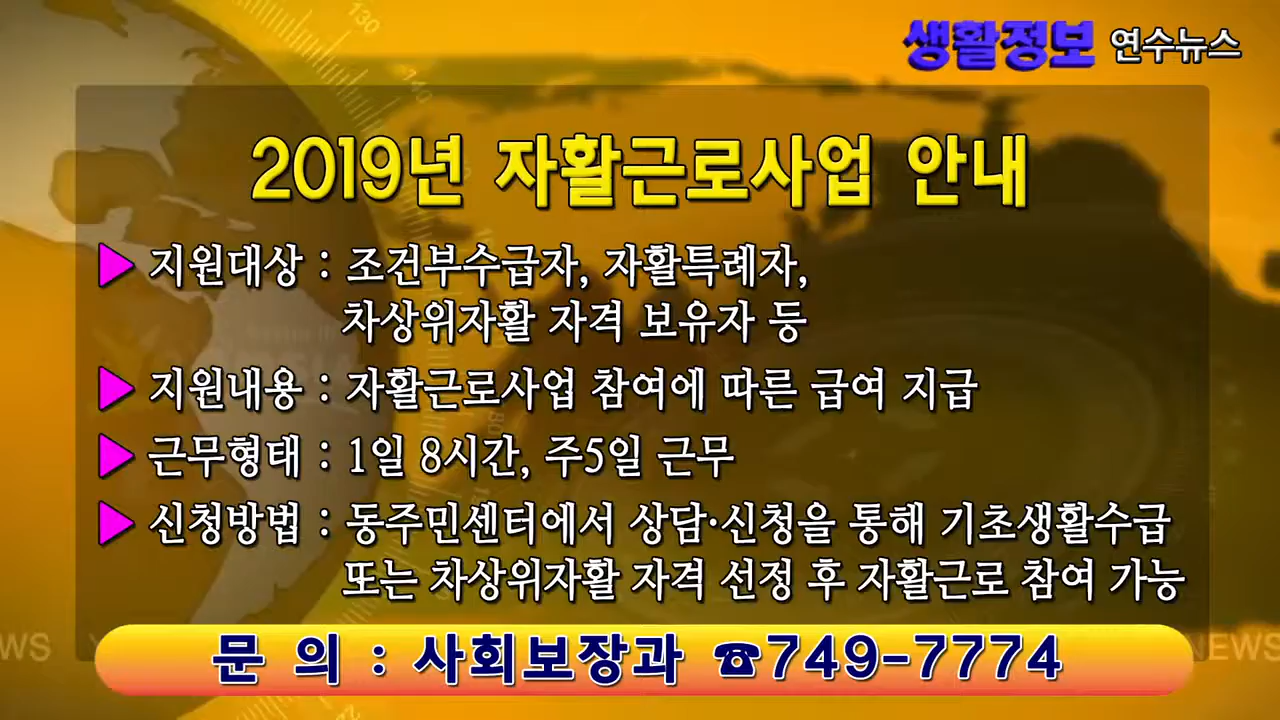 생활정보 연수뉴스
2019년 자활근로사업 안내
▶ 지원대상 : 조건부수급자, 자활특례자,
차상위자활 자격 보유자 등
▶ 지원내용 : 자활근로사업 참여에 따른 급여 지급
▶ 근무형태 : 1일 8시간, 주5일 근무
▶ 신청방법 : 동주민센터에서 상담·신청을 통해 기초생활수급
또는 차상위자활 자격 선정 후 자활근로 참여 가능
NEWS
NEWS
문 의 : 사회보장과 ☎749-7774
130
140